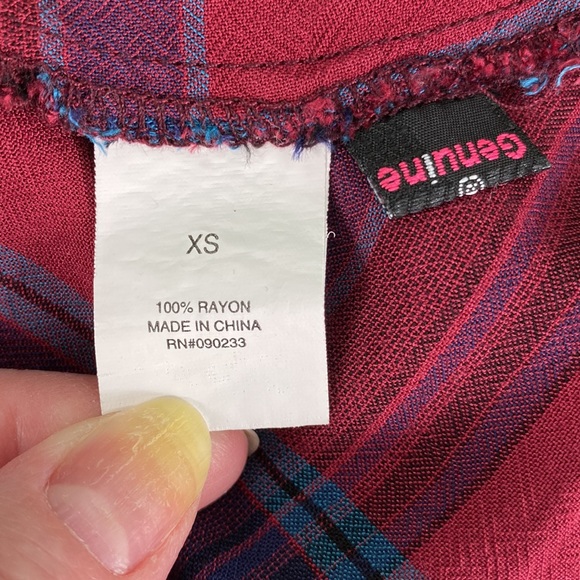 XS
100% RAYON
MADE IN CHINA
RN#090233
Genuine